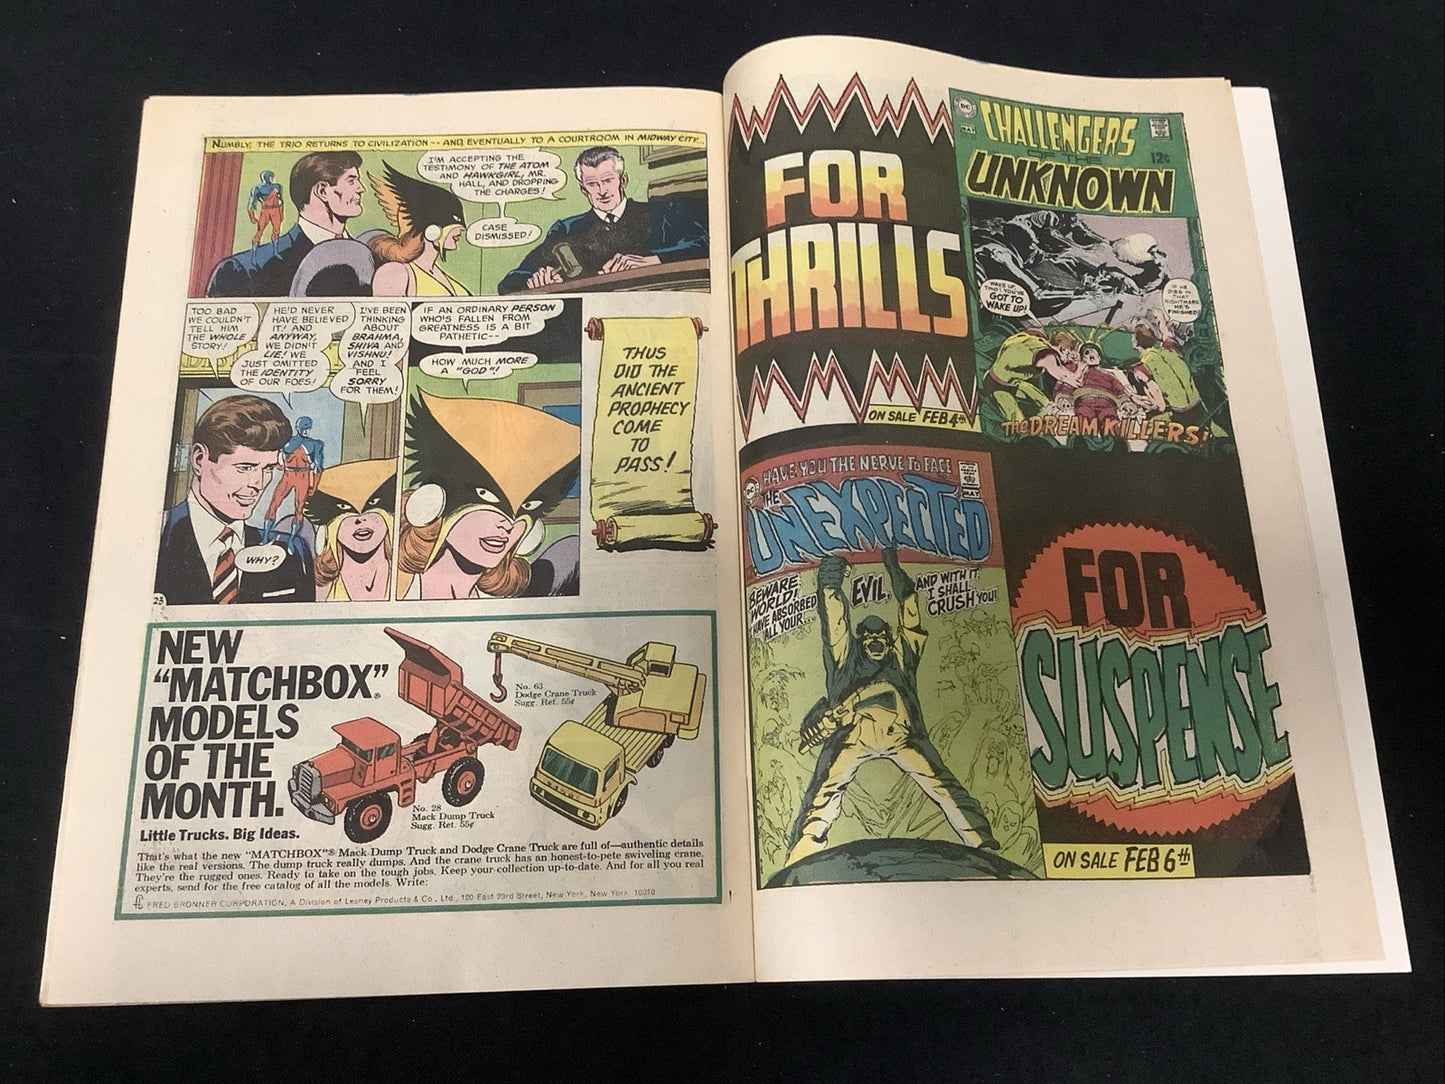 NUMBLY, THE TRIO RETURNS TO CIVILIZATION -- AND, EVENTUALLY TO A COURTROOM IN MIDWAY CITY...
I'M ACCEPTING THE
TESTIMONY OF THE ATOM
AND HAWKGIRL, MR.
HALL, AND DROPPING
THE CHARGES!
CASE
DISMISSED!
TOO BAD
WE COULDN'T
TELL HIM
THE WHOLE
STORY!
HE'D NEVER
HAVE BELIEVED
IT! AND
ANYWAY,
WE DIDN'T
LIE! WE
JUST OMITTED
THE IDENTITY
OF OUR FOES!
I'VE BEEN
THINKING
ABOUT
BRAHMA,
SHIVA AND
VISHNU!
AND I
FEEL
SORRY
FOR THEM!
WHY?
IF AN ORDINARY PERSON
WHO'S FALLEN FROM
GREATNESS IS A BIT
PATHETIC--
HOW MUCH MORE
A "GOD"!
THUS
DID THE
ANCIENT
PROPHECY
COME
TO
PASS!
23
NEW
"MATCHBOX"®
MODELS
OF THE
MONTH.
Little Trucks. Big Ideas.
No. 63
Dodge Crane Truck
Sugg. Ret. 55¢
No. 28
Mack Dump Truck
Sugg. Ret. 55¢
That's what the new "MATCHBOX"® Mack Dump Truck and Dodge Crane Truck are full of—authentic details
like the real versions. The dump truck really dumps. And the crane truck has an honest-to-pete swiveling crane.
They're the rugged ones. Ready to take on the tough jobs. Keep your collection up-to-date. And for all you real
experts, send for the free catalog of all the models. Write:
FRED BRONNER CORPORATION, A Division of Lesney Products & Co., Ltd., 120 East 23rd Street, New York, New York 10010
FOR
THRILLS
ON SALE FEB 4th
DC
MAY
CHALLENGERS
OF THE
UNKNOWN
12¢
WAKE UP,
YOU'VE
GOT TO
WAKE UP!
IF HE
DIES IN
THAT
NIGHTMARE
HE'S
FINISHED!
The DREAM KILLERS!
HAVE YOU THE NERVE To FACE
THE
UNEXPECTED
MAY
BEWARE,
WORLD!
I HAVE ABSORBED
ALL YOUR...
EVIL,
AND WITH IT,
I SHALL
CRUSH YOU!
FOR
SUSPENSE
ON SALE FEB 6th